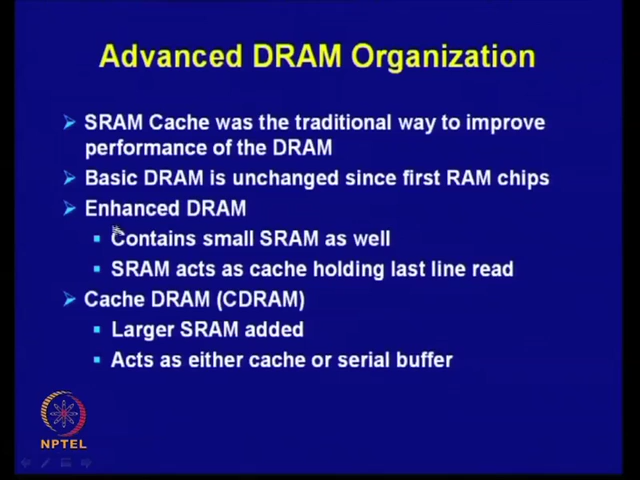 Advanced DRAM Organization
SRAM Cache was the traditional way to improve
performance of the DRAM
Basic DRAM is unchanged since first RAM chips
Enhanced DRAM
Contains small SRAM as well
SRAM acts as cache holding last line read
Cache DRAM (CDRAM)
Larger SRAM added
Acts as either cache or serial buffer
NPTEL